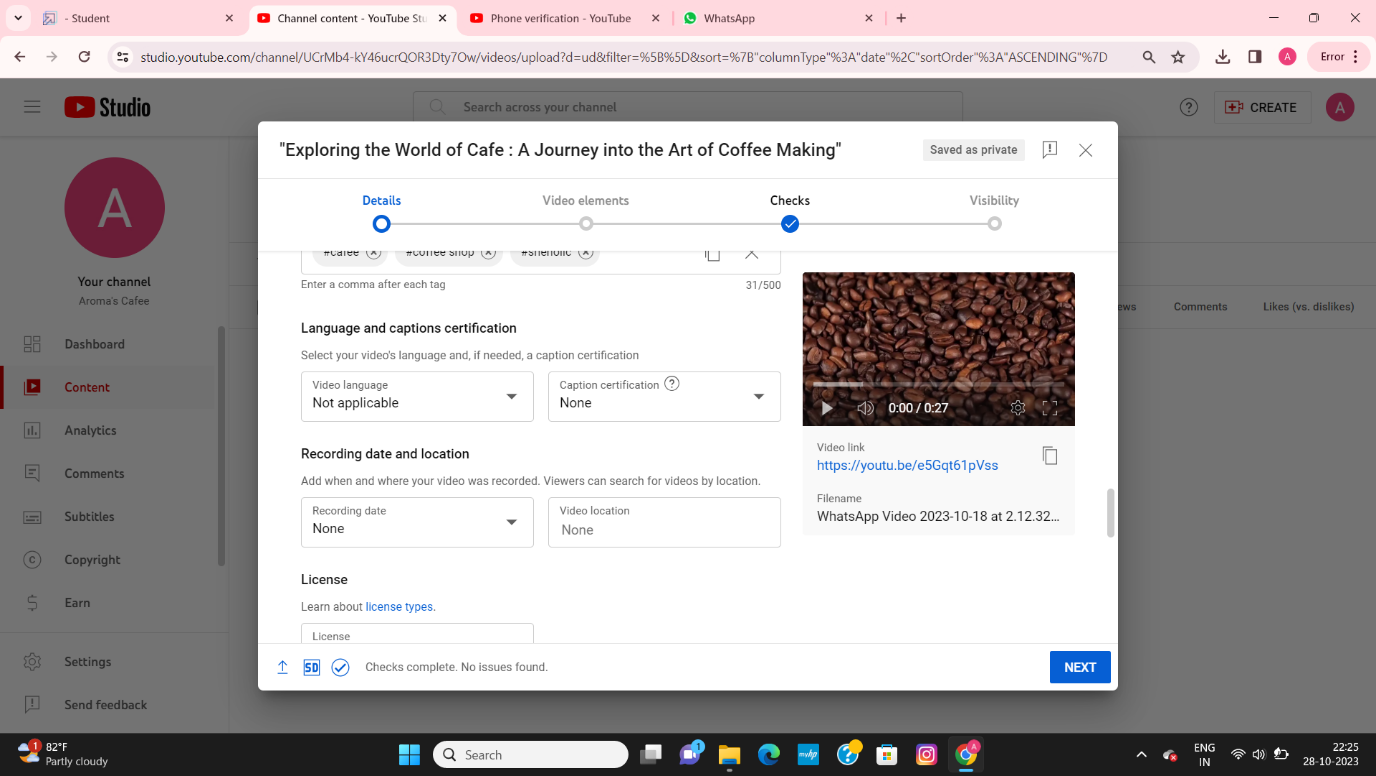 - Student
Channel content - YouTube Stu
Phone verification - YouTube
WhatsApp
studio.youtube.com/channel/UCrMb4-kY46ucrQOR3Dty7Ow/videos/upload?d=ud&filter=%5B%5D&sort=%7B"columnType"%3A"date"%2C"sortOrder"%3A"ASCENDING"%7D
A
Error
Studio
Search across your channel
CREATE
A
"Exploring the World of Cafe : A Journey into the Art of Coffee Making"
Saved as private
Details
Video elements
Checks
Visibility
A
Your channel
Aroma's Cafee
Dashboard
Content
Analytics
Comments
Subtitles
Copyright
Earn
Settings
Send feedback
#cafee
#coffee shop
Enter a comma after each tag
31/500
Language and captions certification
Select your video's language and, if needed, a caption certification
Video language
Not applicable
Caption certification
None
Recording date and location
Add when and where your video was recorded. Viewers can search for videos by location.
Recording date
None
Video location
None
License
Learn about license types.
License
0:00 / 0:27
Video link
https://youtu.be/e5Gqt61pVss
Filename
WhatsApp Video 2023-10-18 at 2.12.32...
ews
Comments
Likes (vs. dislikes)
SD
Checks complete. No issues found.
NEXT
1
82°F
Partly cloudy
Search
1
myhp
A
ENG
IN
22:25
28-10-2023